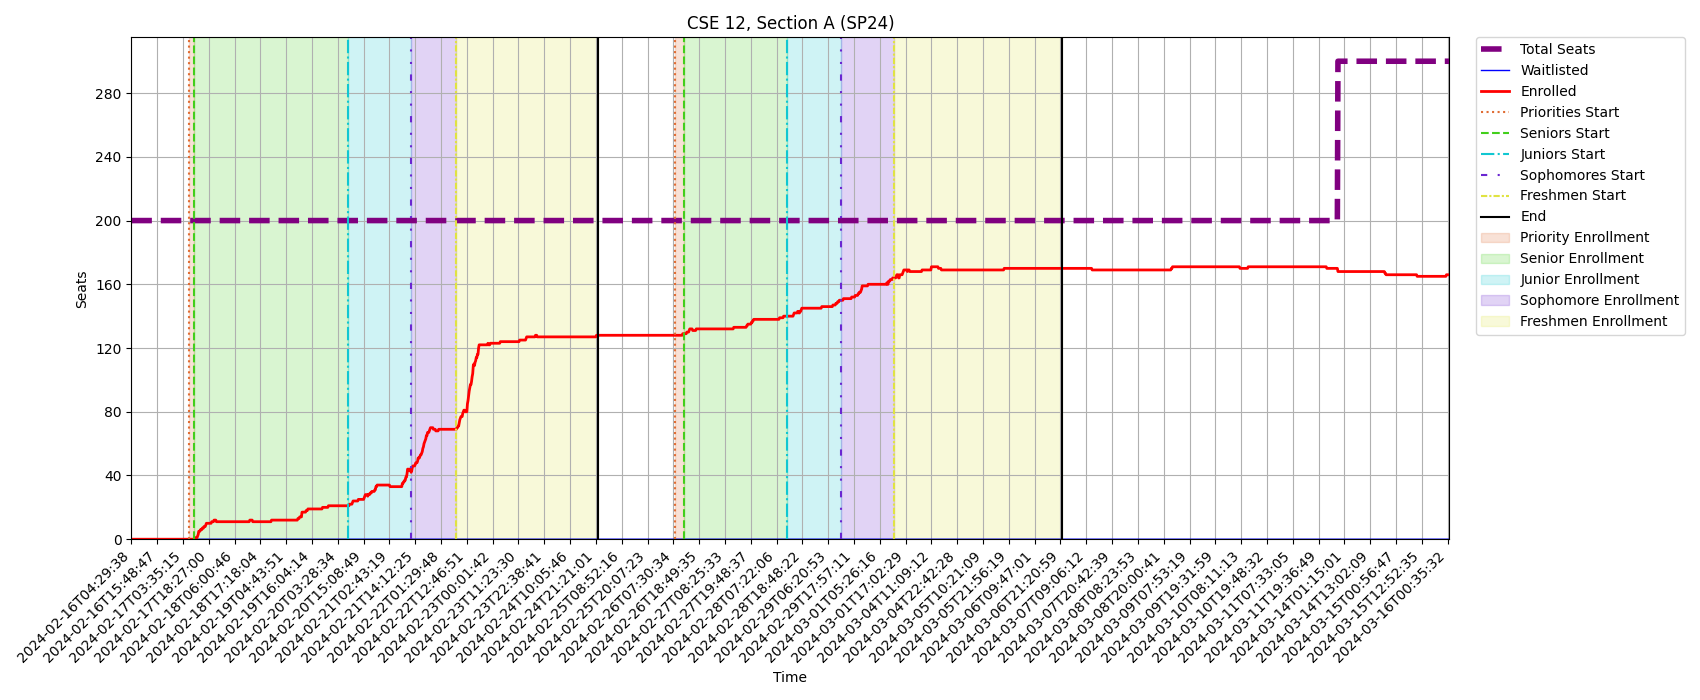 CSE 12, Section A (SP24)
Seats
0
40
80
120
160
200
240
280
2024-02-16T04:29:38
2024-02-16T15:48:47
2024-02-17T03:35:15
2024-02-17T18:27:00
2024-02-18T06:00:46
2024-02-18T17:18:04
2024-02-19T04:43:51
2024-02-19T16:04:14
2024-02-20T03:28:34
2024-02-20T15:08:49
2024-02-21T02:43:19
2024-02-21T14:12:25
2024-02-22T01:29:48
2024-02-22T12:46:51
2024-02-23T00:01:42
2024-02-23T11:23:30
2024-02-23T22:38:41
2024-02-24T10:05:46
2024-02-24T21:21:01
2024-02-25T08:52:16
2024-02-25T20:07:23
2024-02-26T07:30:34
2024-02-26T18:49:35
2024-02-27T08:25:33
2024-02-27T19:48:37
2024-02-28T07:22:06
2024-02-28T18:48:22
2024-02-29T06:20:53
2024-02-29T17:57:11
2024-03-01T05:26:16
2024-03-01T17:02:29
2024-03-04T11:09:12
2024-03-04T22:42:28
2024-03-05T10:21:09
2024-03-05T21:56:19
2024-03-06T09:47:01
2024-03-06T21:20:59
2024-03-07T09:06:12
2024-03-07T20:42:39
2024-03-08T08:23:53
2024-03-08T20:00:41
2024-03-09T07:53:19
2024-03-09T19:31:59
2024-03-10T08:11:13
2024-03-10T19:48:32
2024-03-11T07:33:05
2024-03-11T19:36:49
2024-03-14T01:15:01
2024-03-14T13:02:09
2024-03-15T00:56:47
2024-03-15T12:52:35
2024-03-16T00:35:32
Time
Total Seats
Waitlisted
Enrolled
Priorities Start
Seniors Start
Juniors Start
Sophomores Start
Freshmen Start
End
Priority Enrollment
Senior Enrollment
Junior Enrollment
Sophomore Enrollment
Freshmen Enrollment